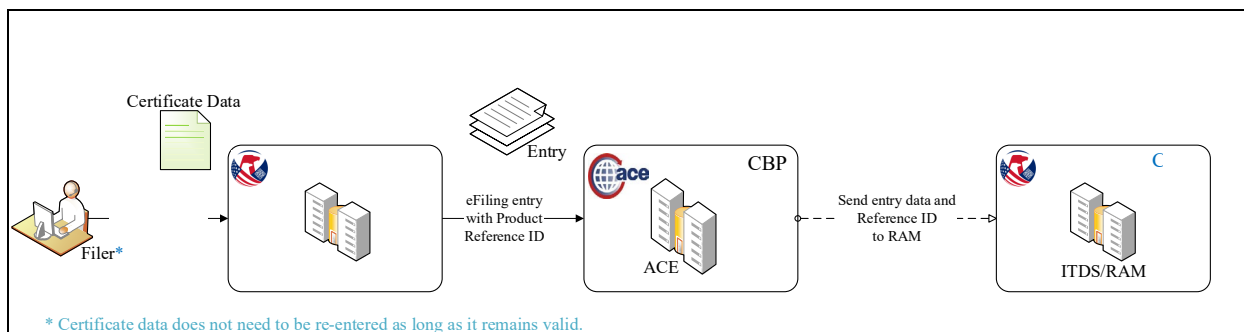 Certificate Data
Entry
CBP
C
ace
eFiling entry
with Product
Reference ID
Send entry data and
Reference ID
to RAM
Filer*
ACE
ITDS/RAM
* Certificate data does not need to be re-entered as long as it remains valid.